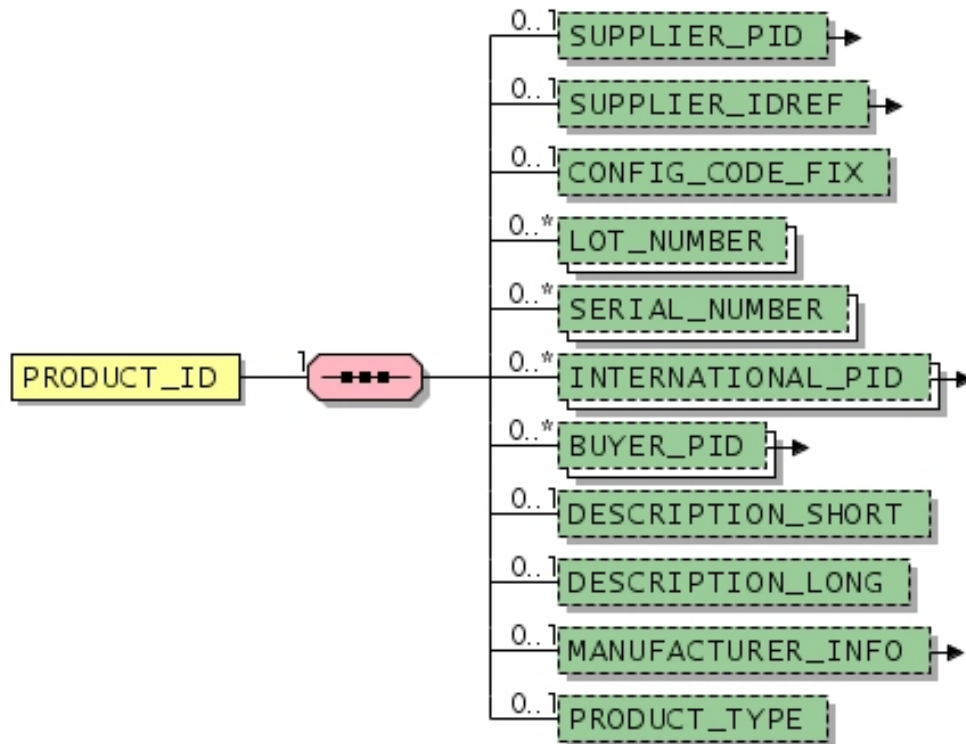 0..1
SUPPLIER_PID
0..1
SUPPLIER_IDREF
0..1
CONFIG_CODE_FIX
0..*
LOT_NUMBER
0..*
SERIAL_NUMBER
PRODUCT_ID
1
0..*
INTERNATIONAL_PID
0..*
BUYER_PID
0..1
DESCRIPTION_SHORT
0..1
DESCRIPTION_LONG
0..1
MANUFACTURER_INFO
0..1
PRODUCT_TYPE